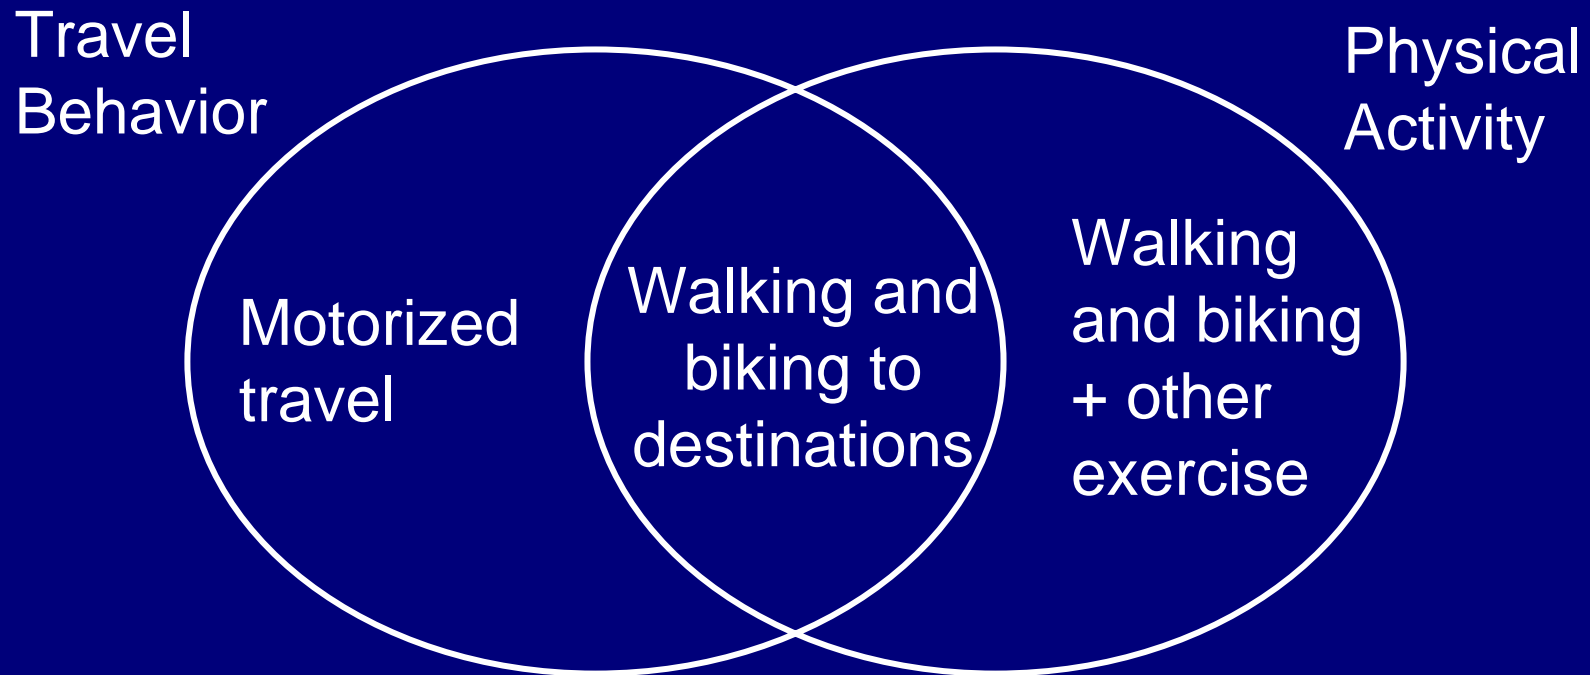 Travel
Behavior
Physical
Activity
Motorized
travel
Walking and
biking to
destinations
Walking
and biking
+ other
exercise